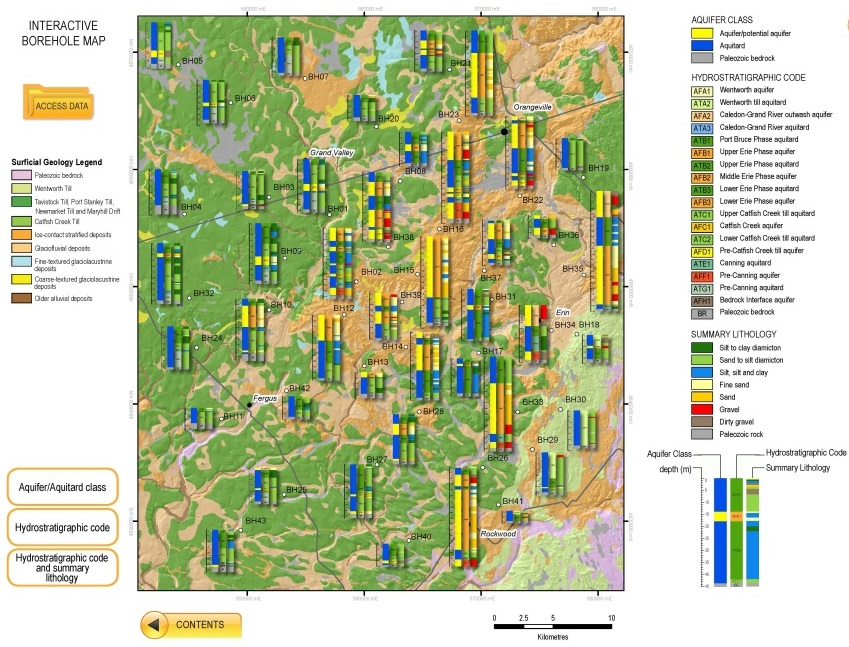 INTERACTIVE
BOREHOLE MAP
ACCESS DATA
Surficial Geology Legend
Paleozoic bedrock
Wentworth Till
Tavistock Till, Port Stanley Till,
Newmarket Till and Maryhill Drift
Catfish Creek Till
Ice-contact stratified deposits
Glaciofluvial deposits
Fine-textured glaciolacustrine
deposits
Coarse-textured glaciolacustrine
deposits
Older alluvial deposits
Aquifer/Aquitard class
Hydrostratigraphic code
Hydrostratigraphic code
and summary
lithology
BH05
BH07
BH21
BH06
BH20
BH23
Orangeville
Grand Valley
BH08
BH19
BH03
BH04
BH01
BH22
BH16
BH38
BH36
BH09
BH02
BH15
BH37
BH35
BH32
BH39
BH31
BH10
BH12
Erin
BH34
BH18
BH24
BH14
BH17
BH13
BH42
Fergus
BH11
BH28
BH33
BH30
BH29
BH27
BH26
BH25
BH41
BH43
BH40
Rockwood
CONTENTS
0 2.5 5 10
Kilometres
AQUIFER CLASS
Aquifer/potential aquifer
Aquitard
Paleozoic bedrock
HYDROSTRATIGRAPHIC CODE
AFA1 Wentworth aquifer
ATA2 Wentworth till aquitard
AFA2 Caledon-Grand River outwash aquifer
ATA3 Caledon-Grand River aquitard
ATB1 Port Bruce Phase aquitard
AFB1 Upper Erie Phase aquifer
ATB2 Upper Erie Phase aquitard
AFB2 Middle Erie Phase aquifer
ATB3 Lower Erie Phase aquitard
AFB3 Lower Erie Phase aquifer
ATC1 Upper Catfish Creek till aquitard
AFC1 Catfish Creek aquifer
ATC2 Lower Catfish Creek till aquitard
AFD1 Pre-Catfish Creek till aquifer
ATE1 Canning aquitard
AFF1 Pre-Canning aquifer
ATG1 Pre-Canning aquitard
AFH1 Bedrock Interface aquifer
BR Paleozoic bedrock
SUMMARY LITHOLOGY
Silt to clay diamicton
Sand to silt diamicton
Silt, silt and clay
Fine sand
Sand
Gravel
Dirty gravel
Paleozoic rock
Aquifer Class
Hydrostratigraphic Code
depth (m)
Summary Lithology